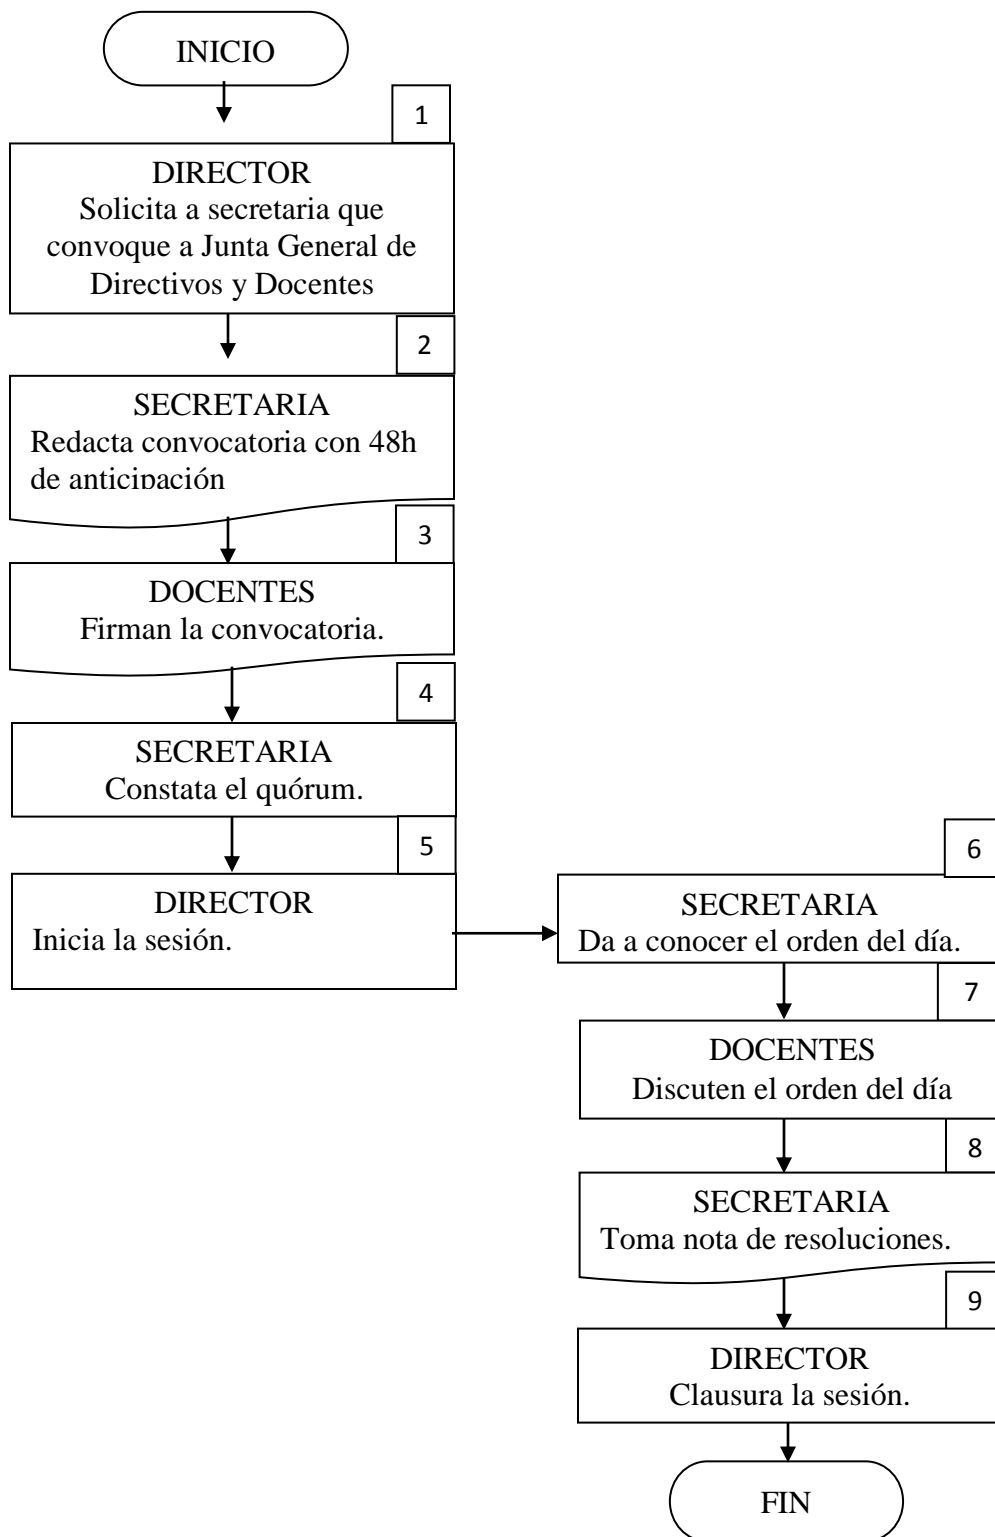 INICIO
1
DIRECTOR
Solicita a secretaria que
convoque a Junta General de
Directivos y Docentes
2
SECRETARIA
Redacta convocatoria con 48h
de anticipación
3
DOCENTES
Firman la convocatoria.
4
SECRETARIA
Constata el quórum.
5
DIRECTOR
Inicia la sesión.
6
SECRETARIA
Da a conocer el orden del día.
7
DOCENTES
Discuten el orden del día
8
SECRETARIA
Toma nota de resoluciones.
9
DIRECTOR
Clausura la sesión.
FIN